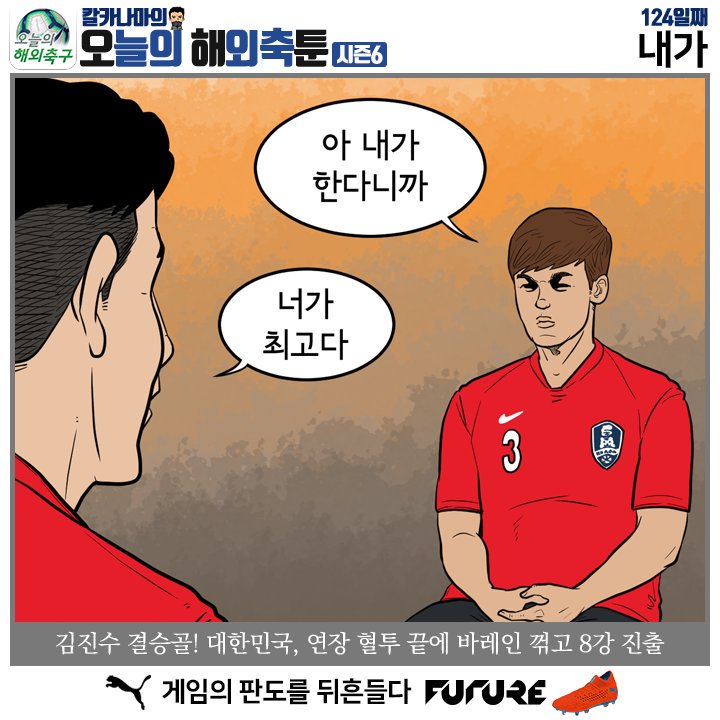 오늘의
해외축구
칼카나마의
오늘의 해외축툰 시즌6
124일째
내가
아 내가
한다니까
너가
최고다
3
김진수 결승골! 대한민국, 연장 혈투 끝에 바레인 꺾고 8강 진출
게임의 판도를 뒤흔들다 FUTURE